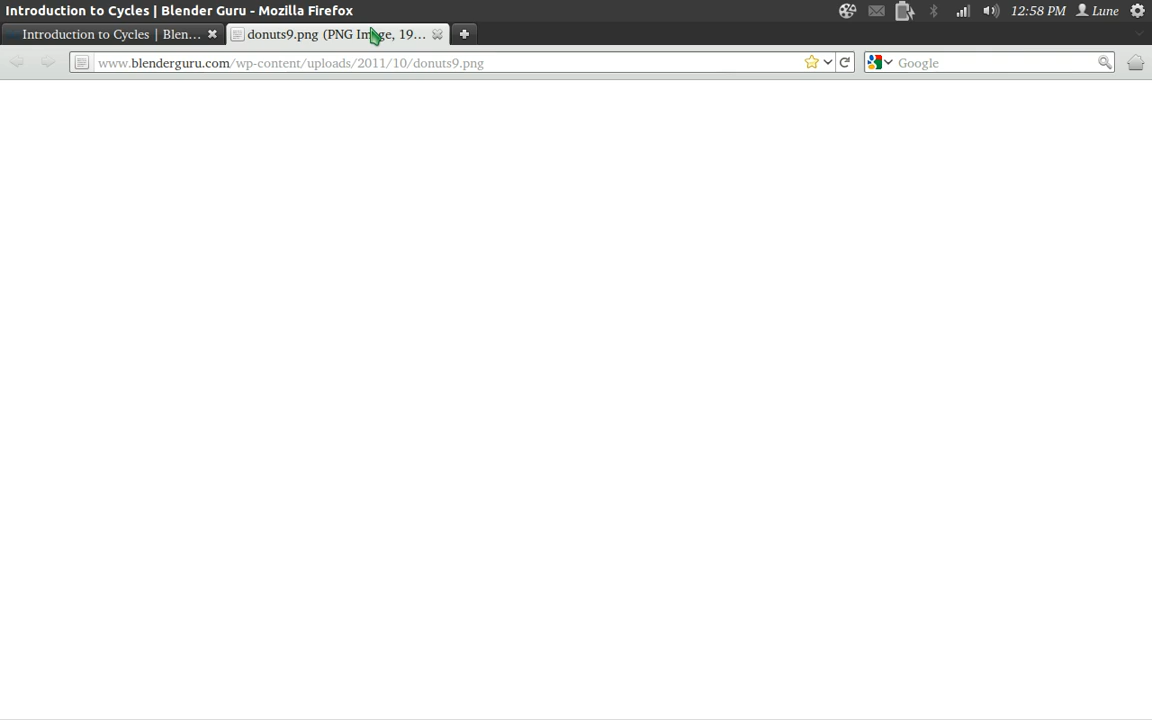 Introduction to Cycles | Blender Guru - Mozilla Firefox
12:58 PM Lune
Introduction to Cycles | Blen...
donuts9.png (PNG Image, 19...
www.blenderguru.com/wp-content/uploads/2011/10/donuts9.png
Google